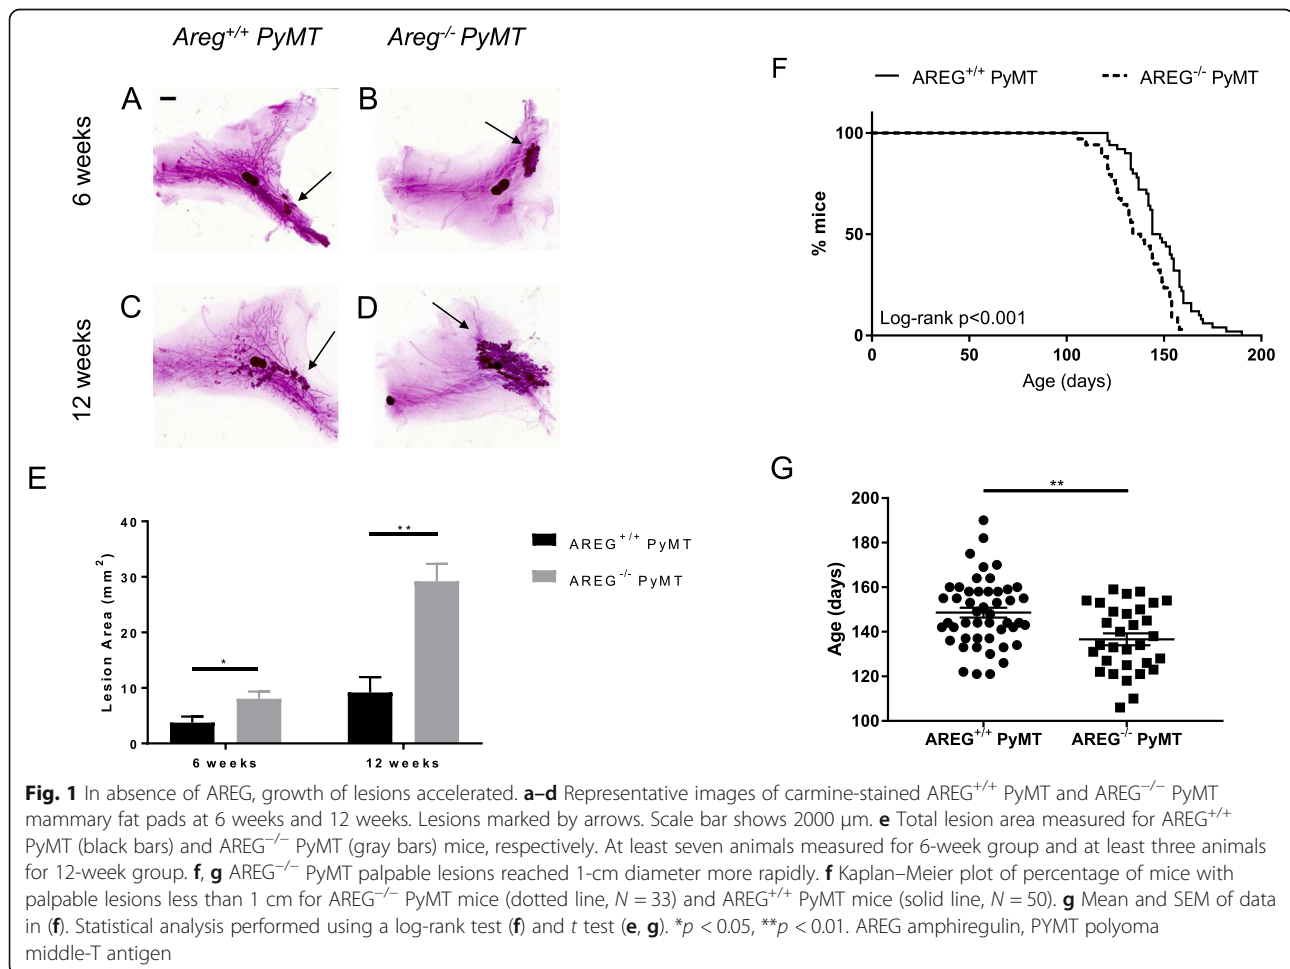 Areg+/+ PyMT
Areg-/- PyMT
6 weeks
12 weeks
A
B
C
D
F
AREG+/+ PyMT
AREG-/- PyMT
% mice
100
50
0
Log-rank p<0.001
0 50 100 150 200
Age (days)
E
Lesion Area (mm2)
40
30
20
10
0
*
**
6 weeks
12 weeks
AREG+/+ PyMT
AREG-/- PyMT
G
**
Age (days)
200
180
160
140
120
100
AREG+/+ PyMT
AREG-/- PyMT
Fig. 1 In absence of AREG, growth of lesions accelerated. a–d Representative images of carmine-stained AREG+/+ PyMT and AREG−/− PyMT
mammary fat pads at 6 weeks and 12 weeks. Lesions marked by arrows. Scale bar shows 2000 μm. e Total lesion area measured for AREG+/+
PyMT (black bars) and AREG−/− PyMT (gray bars) mice, respectively. At least seven animals measured for 6-week group and at least three animals
for 12-week group. f, g AREG−/− PyMT palpable lesions reached 1-cm diameter more rapidly. f Kaplan–Meier plot of percentage of mice with
palpable lesions less than 1 cm for AREG−/− PyMT mice (dotted line, N = 33) and AREG+/+ PyMT mice (solid line, N = 50). g Mean and SEM of data
in (f). Statistical analysis performed using a log-rank test (f) and t test (e, g). *p < 0.05, **p < 0.01. AREG amphiregulin, PYMT polyoma
middle-T antigen